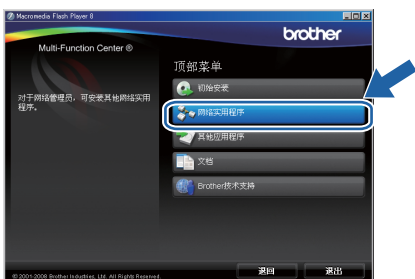 Macromedia Flash Player 8
brother
Multi-Function Center ®
顶部菜单
初始安装
对于网络管理员，可安装其他网络实用
程序。
网络实用程序
其他应用程序
文档
Brother技术支持
© 2001-2008 Brother Industries, Ltd. All Rights Reserved.
退回
退出